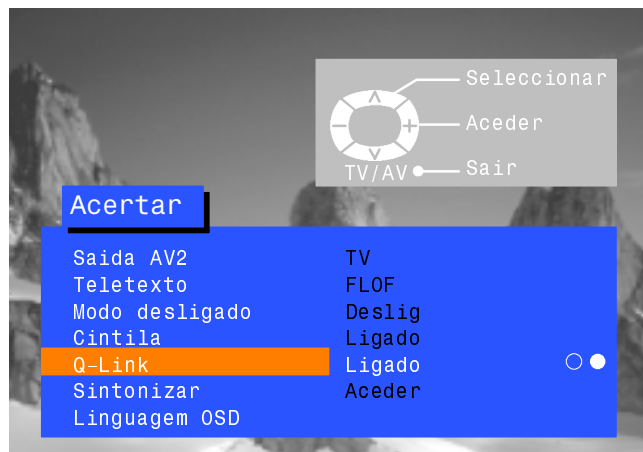 Seleccionar
Aceder
TV/AV Sair
Acertar
Saida AV2 TV
Teletexto FLOF
Modo desligado Deslig
Cintila Ligado
Q-Link Ligado
Sintonizar Aceder
Linguagem OSD